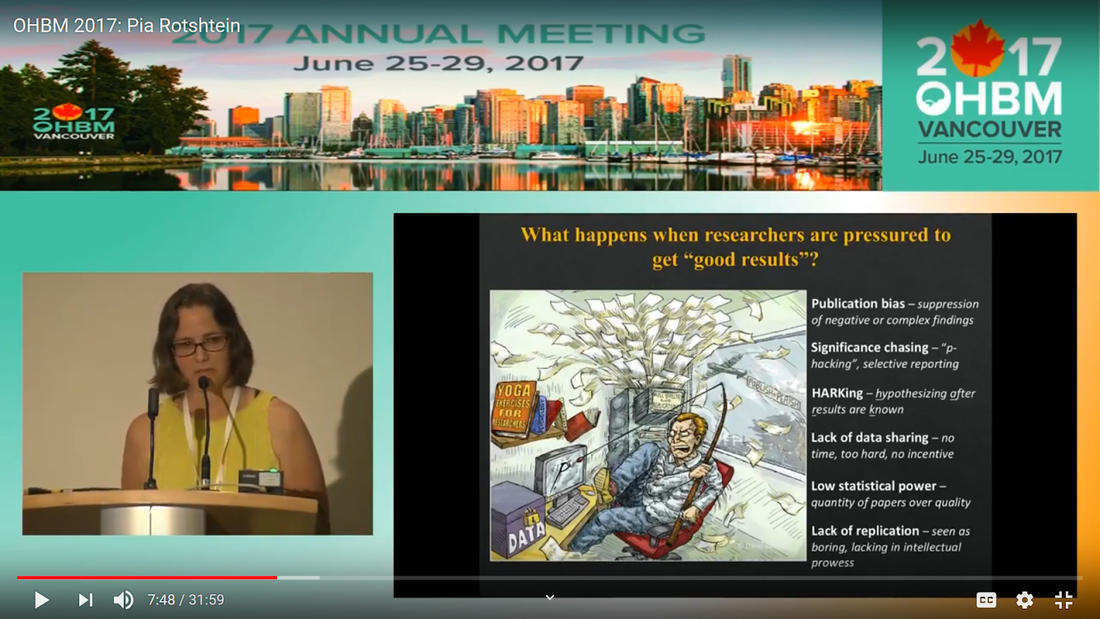 OHBM 2017: Pia Rotshtein
2017 ANNUAL MEETING
June 25-29, 2017
2017
OHBM
VANCOUVER
2017
OHBM
VANCOUVER
June 25-29, 2017
What happens when researchers are pressured to
get “good results”?
Publication bias – suppression
of negative or complex findings
Significance chasing – “p-
hacking”, selective reporting
HARKing – hypothesizing after
results are known
Lack of data sharing – no
time, too hard, no incentive
Low statistical power –
quantity of papers over quality
Lack of replication – seen as
boring, lacking in intellectual
prowess
YOGA
EXERCISES
FOR
RESEARCHERS
DATA
P
7:48 / 31:59
CC